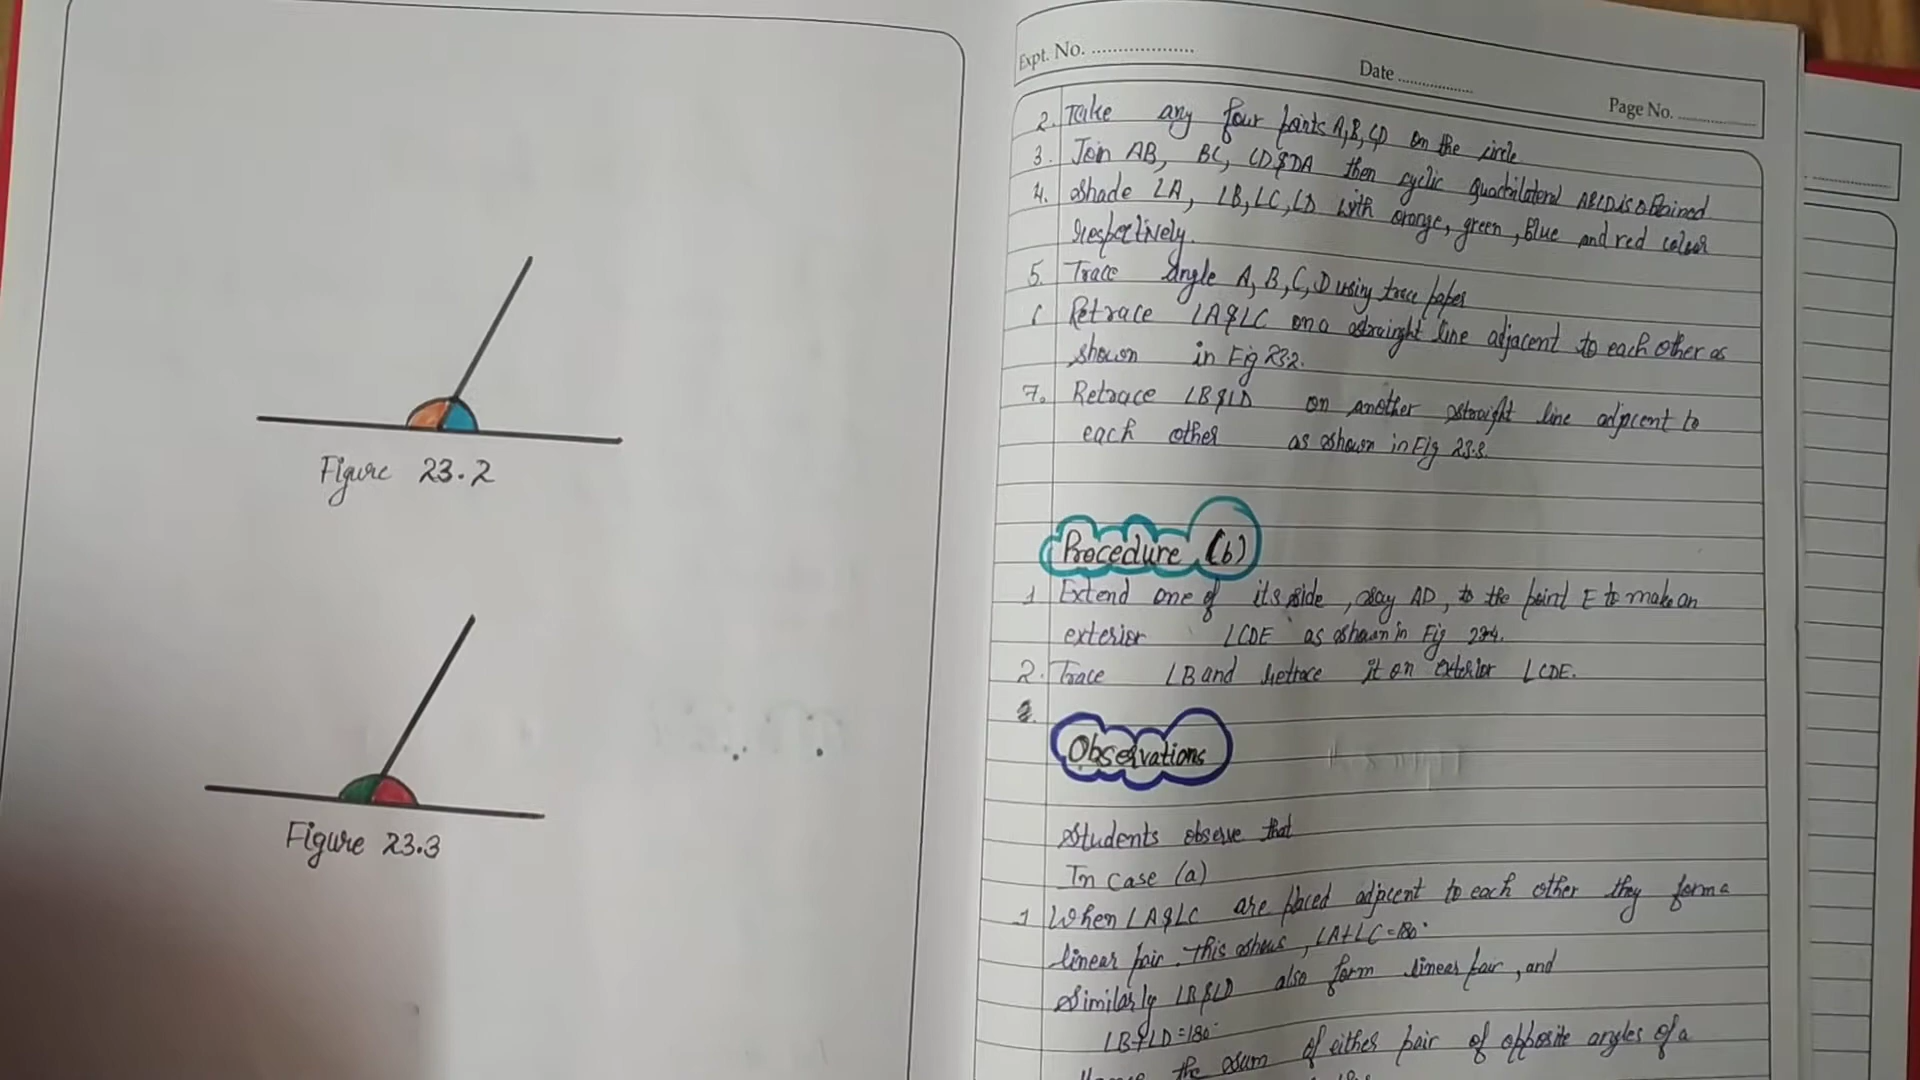 Figure 23.2
Figure 23.3
Expt. No.
Date
Page No.
2. Take any four points A,B,C,D on the circle
3. Join AB, BC, CD&DA then cyclic quadrilateral ABCD is obtained
4. Shade ∠A, ∠B,∠C,∠D with orange, green, Blue and red colour
respectively.
5. Trace angle A, B, C, D using trace paper
6 Retrace ∠A&∠C on a straight line adjacent to each other as
shown in Fig 23.2.
7. Retrace ∠B&∠D on another straight line adjacent to
each other as shown in Fig 23.3.
Procedure (b)
1 Extend one of its side, say AD, to the point E to make an
exterior ∠CDE as shown in Fig 23.4.
2. Trace ∠B and retrace it on exterior ∠CDE.
Observations
Students observe that
In case (a)
1 When ∠A&∠C are placed adjacent to each other they form a
linear pair. This shows, ∠A+∠C=180°
Similarly ∠B&∠D also form linear pair, and
∠B+∠D=180°
the sum of either pair of opposite angles of a